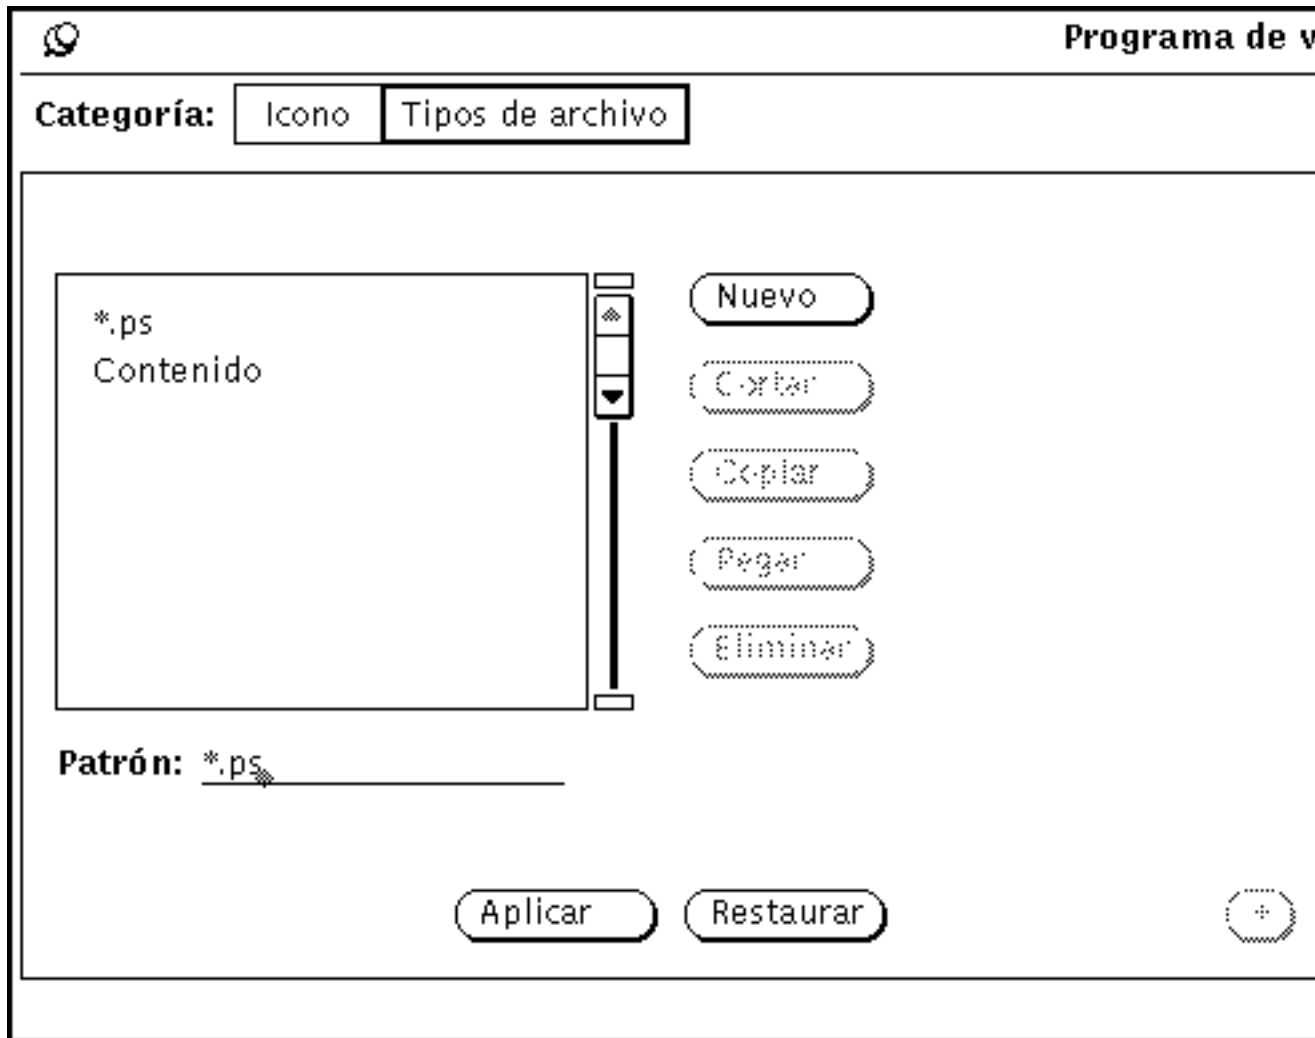 Programa de v
Categoría: Icono Tipos de archivo
*.ps
Contenido
Nuevo
Cortar
Copiar
Pegar
Eliminar
Patrón: *.ps
Aplicar Restaurar +